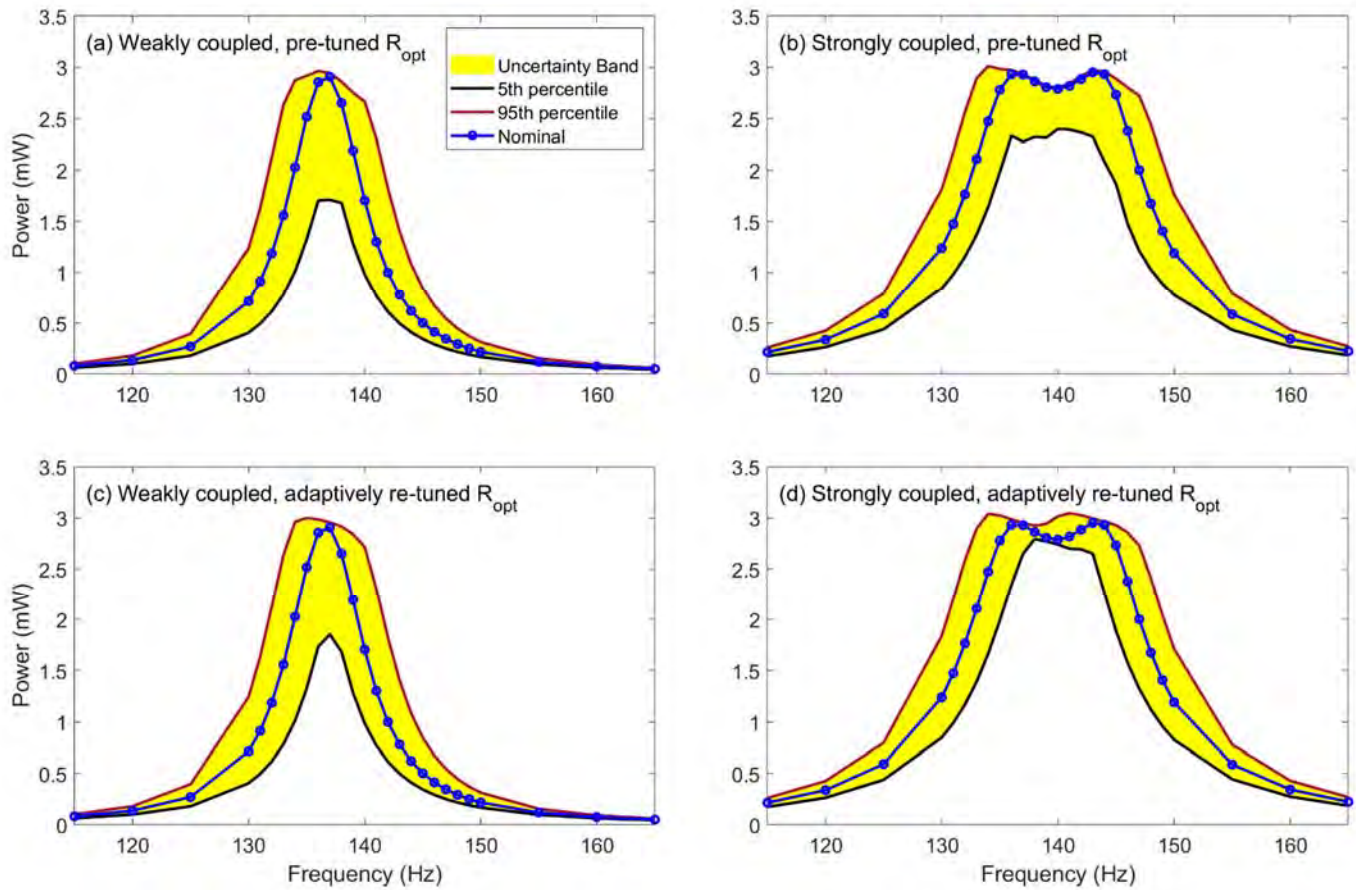 (a) Weakly coupled, pre-tuned Ropt
Uncertainty Band
5th percentile
95th percentile
Nominal
Power (mW)
3.5
3
2.5
2
1.5
1
0.5
0
120 130 140 150 160
(b) Strongly coupled, pre-tuned Ropt
3.5
3
2.5
2
1.5
1
0.5
0
120 130 140 150 160
(c) Weakly coupled, adaptively re-tuned Ropt
Power (mW)
3.5
3
2.5
2
1.5
1
0.5
0
120 130 140 150 160
Frequency (Hz)
(d) Strongly coupled, adaptively re-tuned Ropt
3.5
3
2.5
2
1.5
1
0.5
0
120 130 140 150 160
Frequency (Hz)